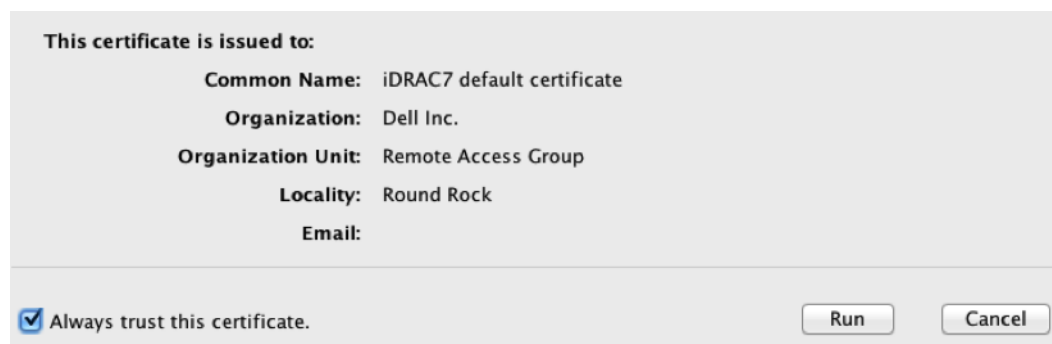 This certificate is issued to:
Common Name: iDRAC7 default certificate
Organization: Dell Inc.
Organization Unit: Remote Access Group
Locality: Round Rock
Email:
Always trust this certificate. Run Cancel